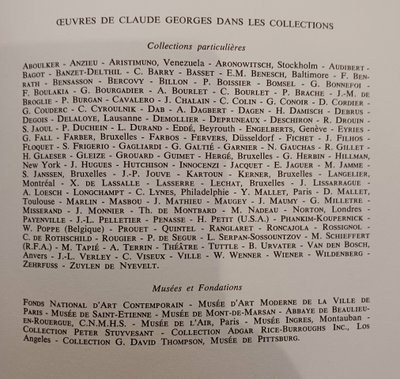 ŒUVRES DE CLAUDE GEORGES DANS LES COLLECTIONS
Collections particulières
ABOULKER - ANZIEU - ARISTIMUNO, Venezuela - ARONOWITSCH, Stockholm - AUDIBERT -
BAGOT - BANZET-DELTHIL - C. BARRY - BASSET - E.M. BENESCH, Baltimore - F. BEN-
RATH - BENSASSON - BERCOVY - BILLON - P. BOISSIER - BOMSEL - G. BONNEFOI -
F. BOULAKIA - G. BOURGADIER - A. BOURLET - C. BOURLET - P. BRACHE - J.-M. DE
BROGLIE - P. BURGAN - CAVALERO - J. CHALAIN - C. COLIN - G. CONOIR - D. CORDIER -
G. COUDERC - C. CYROULNIK - DAB - A. DAGBERT - DAGEN - H. DAMISCH - DEBRUS -
DEGOIS - DELALOYE, Lausanne - DEMOLLIER - DEPRUNEAUX - DESCHIRON - R. DROUIN -
S. JAOUL - P. DUCHEIN - L. DURAND - EDDÉ, Beyrouth - ENGELBERTS, Genève - EYRIES -
G. FALL - FARBER, Bruxelles - FARBOS - FERVERS, Düsseldorf - FICHET - J. FILHOS -
FLOQUET - S. FRIGERIO - GAGLIARDI - G. GALTIÉ - GARNIER - N. GAUCHAS - R. GILLET -
H. GLAESER - GLEIZE - GROUARD - GUIMET - HERGÉ, Bruxelles - G. HERBIN - HILLMAN,
New York - J. HUGUES - HUTCHISON - INNOCENZI - JACQUET - E. JAGUER - M. JAMME -
S. JANSSEN, Bruxelles - J.-P. JOUVE - KARTOUN - KERNER, Bruxelles - LANGELIER,
Montréal - X. DE LASSALLE - LASSERRE - LECHAT, Bruxelles - J. LISSARRAGUE -
A. LOESCH - LONGCHAMPT - C. LYNES, Philadelphie - Y. MALLET, Paris - D. MALLET,
Toulouse - MARLIN - MASBOU - J. MATHIEU - MAUGEY - J. MAUMY - G. MILLETRE -
MISSERAND - J. MONNIER - TH. DE MONTBARD - M. NADEAU - NORTON, Londres -
PAYENVILLE - J.-L. PELLETIER - PENASSE - H. PETIT (U.S.A.) - PHANKIM-KOUPERNICK -
W. POPPE (Belgique) - PROUET - QUINTEL - RANGLARET - RONCAJOLA - ROSSIGNOL -
C. DE ROTHSCHILD - ROUGIER - P. DE SEGUR - L. SERPAN-SOSSOUNTZOV - M. SCHIEFFERT
(R.F.A.) - M. TAPIÉ - A. TERRIN - THÉÂTRE - TUTTLE - B. URVATER - VAN DEN BOSCH,
Anvers - J.-L. VERLEY - C. VISEUX - VILLE - W. WENNER - WIENER - WILDENBERG -
ZEHRFUSS - ZUYLEN DE NYEVELT.
Musées et Fondations
FONDS NATIONAL D'ART CONTEMPORAIN - MUSÉE D'ART MODERNE DE LA VILLE DE
PARIS - MUSÉE DE SAINT-ETIENNE - MUSÉE DE MONT-DE-MARSAN - ABBAYE DE BEAULIEU-
EN-ROUERGUE, C.N.M.H.S. - MUSÉE DE L'AIR, Paris - MUSÉE INGRES, Montauban -
COLLECTION PETER STUYVESANT - COLLECTION ADGAR RICE-BURROUGHS INC., Los
Angeles - COLLECTION G. DAVID THOMPSON, MUSÉE DE PITTSBURG.